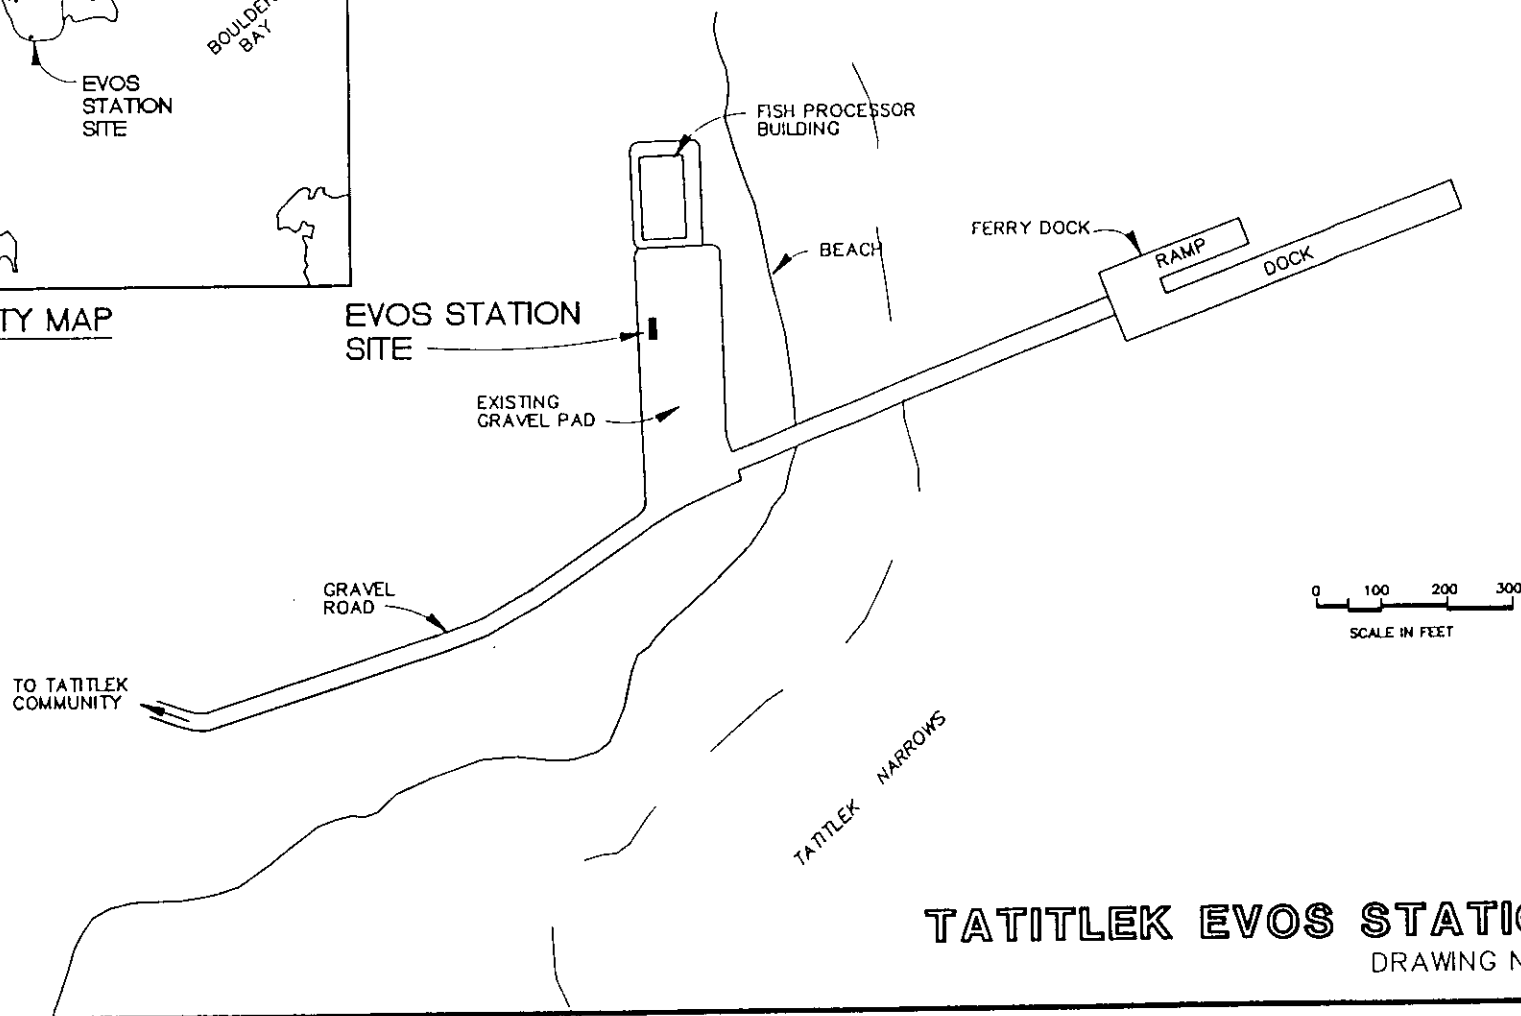 BOULDER
BAY
EVOS
STATION
SITE
TY MAP
FISH PROCESSOR
BUILDING
BEACH
FERRY DOCK
RAMP
DOCK
EVOS STATION
SITE
EXISTING
GRAVEL PAD
GRAVEL
ROAD
TO TATITLEK
COMMUNITY
0 100 200 300
SCALE IN FEET
TATITLEK NARROWS
TATITLEK EVOS STATIO
DRAWING N